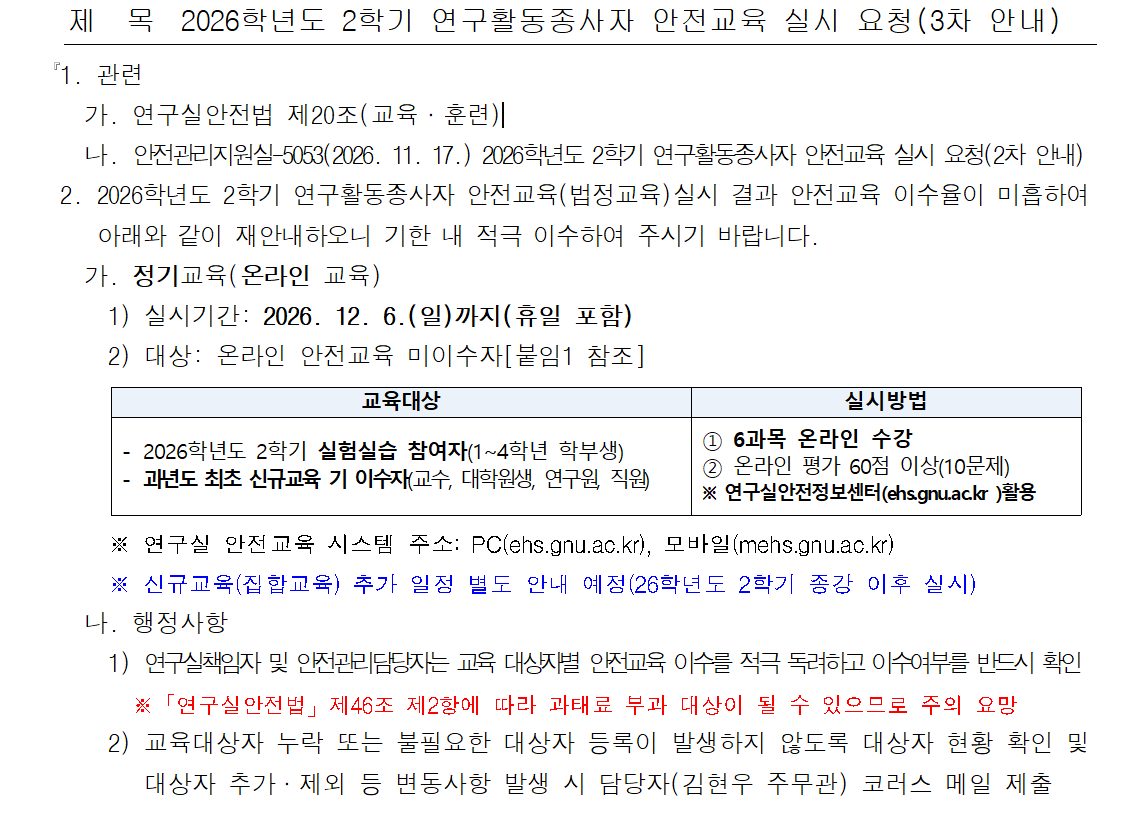 제 목 2026학년도 2학기 연구활동종사자 안전교육 실시 요청(3차 안내)
『1. 관련
가. 연구실안전법 제20조(교육·훈련)
나. 안전관리지원실-5053(2026. 11. 17.) 2026학년도 2학기 연구활동종사자 안전교육 실시 요청(2차 안내)
2. 2026학년도 2학기 연구활동종사자 안전교육(법정교육)실시 결과 안전교육 이수율이 미흡하여
아래와 같이 재안내하오니 기한 내 적극 이수하여 주시기 바랍니다.
가. 정기교육(온라인 교육)
1) 실시기간: 2026. 12. 6.(일)까지(휴일 포함)
2) 대상: 온라인 안전교육 미이수자[붙임1 참조]
교육대상 실시방법
- 2026학년도 2학기 실험실습 참여자(1~4학년 학부생)
- 과년도 최초 신규교육 기 이수자(교수, 대학원생, 연구원, 직원)
① 6과목 온라인 수강
② 온라인 평가 60점 이상(10문제)
※ 연구실안전정보센터(ehs.gnu.ac.kr )활용
※ 연구실 안전교육 시스템 주소: PC(ehs.gnu.ac.kr), 모바일(mehs.gnu.ac.kr)
※ 신규교육(집합교육) 추가 일정 별도 안내 예정(26학년도 2학기 종강 이후 실시)
나. 행정사항
1) 연구실책임자 및 안전관리담당자는 교육 대상자별 안전교육 이수를 적극 독려하고 이수여부를 반드시 확인
※「연구실안전법」제46조 제2항에 따라 과태료 부과 대상이 될 수 있으므로 주의 요망
2) 교육대상자 누락 또는 불필요한 대상자 등록이 발생하지 않도록 대상자 현황 확인 및
대상자 추가·제외 등 변동사항 발생 시 담당자(김현우 주무관) 코러스 메일 제출